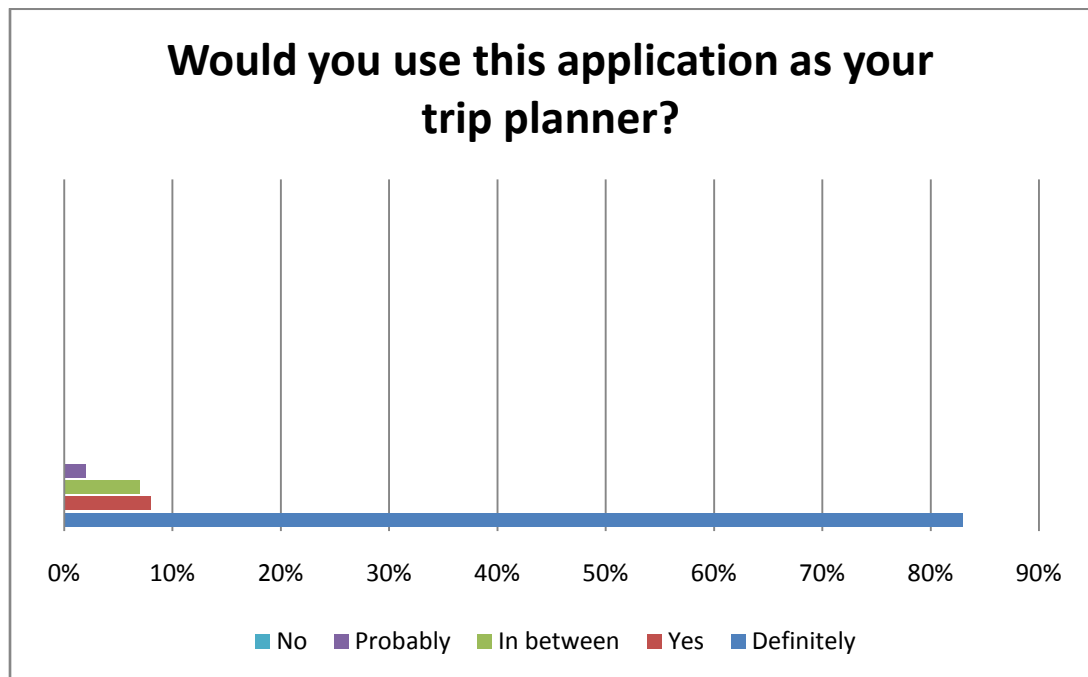 Would you use this application as your
trip planner?
0% 10% 20% 30% 40% 50% 60% 70% 80% 90%
No Probably In between Yes Definitely